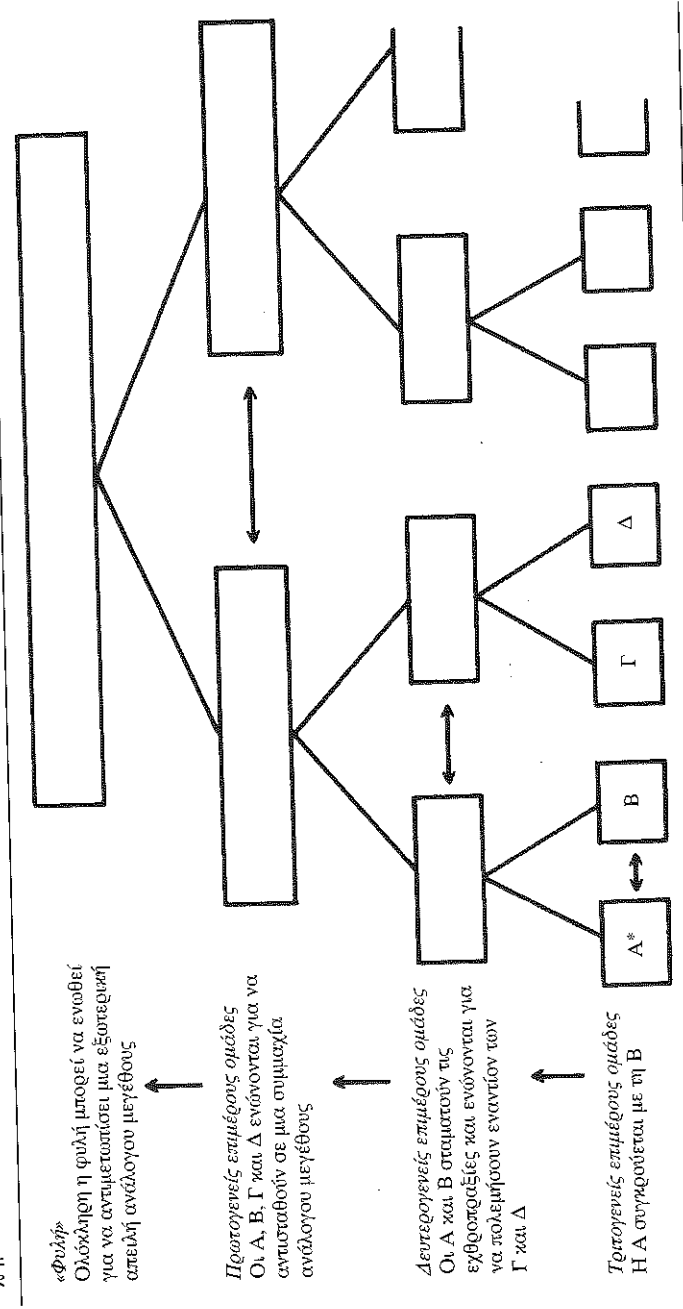 «Φυλή»
Ολόκληρη η φυλή μπορεί να ενωθεί
για να αντιμετωπίσει μια εξωτερική
απειλή ανάλογου μεγέθους
Πρωτογενείς επιμέρους ομάδες
Οι Α, Β, Γ και Δ ενώνονται για να
αντισταθούν σε μια συμμαχία
ανάλογου μεγέθους
Δευτερογενείς επιμέρους ομάδες
Οι Α και Β σταματούν τις
εχθροπραξίες και ενώνονται για
να πολεμήσουν εναντίον των
Γ και Δ
Τριτογενείς επιμέρους ομάδες
Η Α συγκρούεται με τη Β
Α*
Β
Γ
Δ